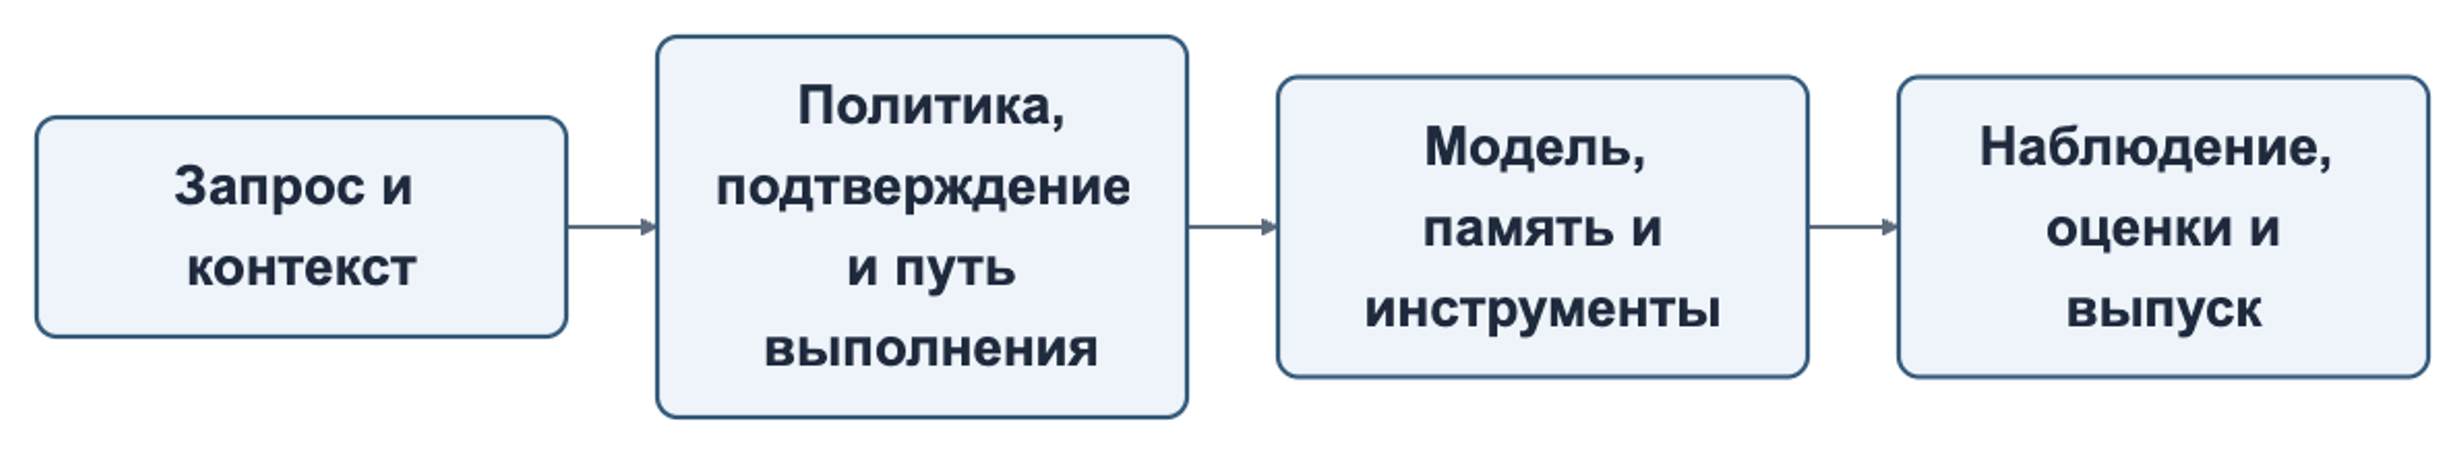 Запрос и
контекст
Политика,
подтверждение
и путь
выполнения
Модель,
память и
инструменты
Наблюдение,
оценки и
выпуск